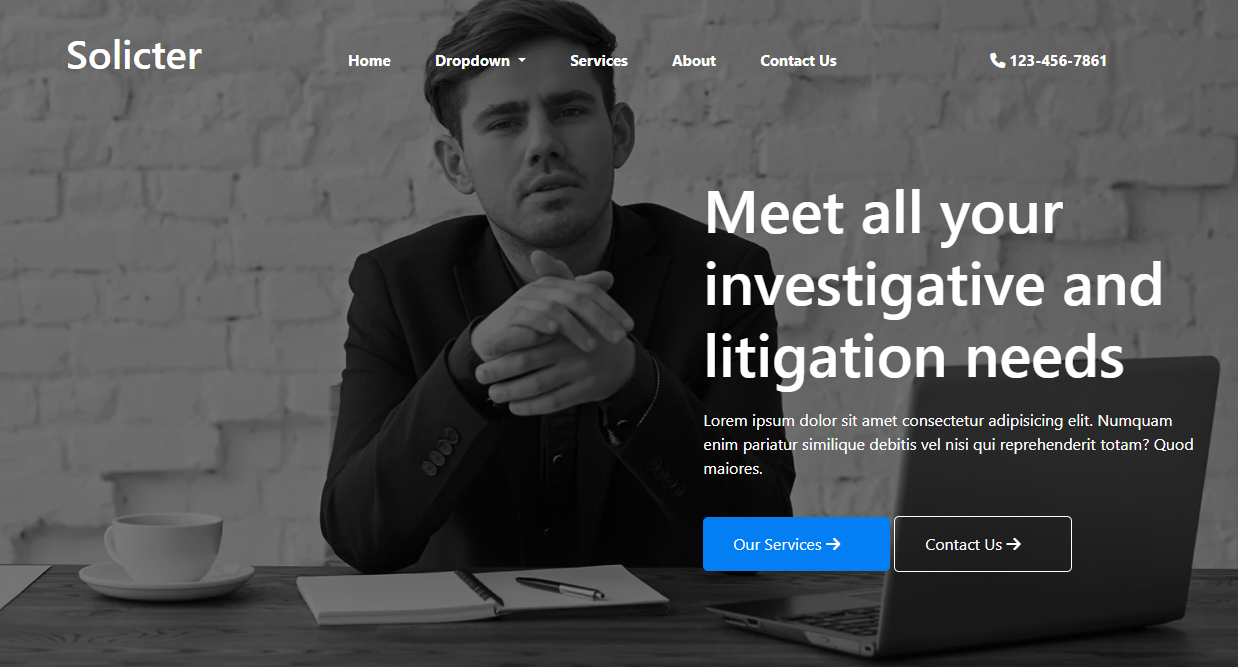 Solicter
Home Dropdown Services About Contact Us 123-456-7861
Meet all your
investigative and
litigation needs
Lorem ipsum dolor sit amet consectetur adipisicing elit. Numquam
enim pariatur similique debitis vel nisi qui reprehenderit totam? Quod
maiores.
Our Services Contact Us